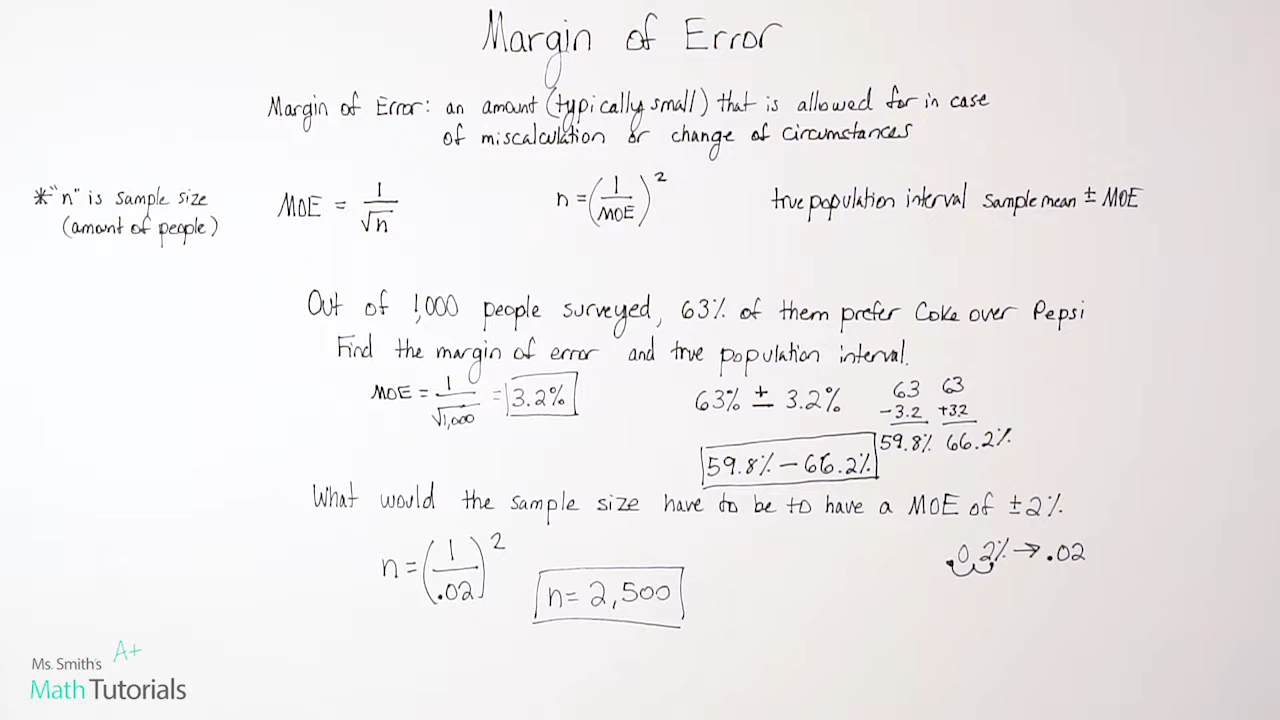 Margin of Error
Margin of Error: an amount (typically small) that is allowed for in case
of miscalculation or change of circumstances
*"n" is sample size
(amount of people)
MOE = 1/√n
n = (1/MOE)²
true population interval sample mean ± MOE
Out of 1,000 people surveyed, 63% of them prefer Coke over Pepsi
Find the margin of error and true population interval.
MOE = 1/√1,000 = 3.2%
63% ± 3.2%
63 63
-3.2 +3.2
59.8% 66.2%
59.8% - 66.2%
What would the sample size have to be to have a MOE of ±2%.
n = (1/.02)²
n = 2,500
.02% → .02
A+
Ms. Smith's
Math Tutorials